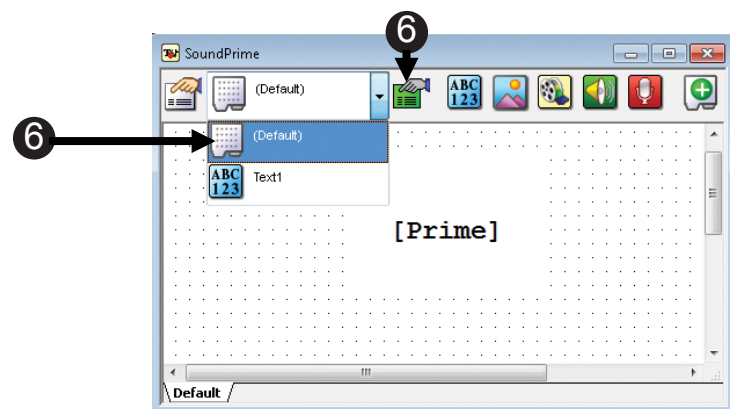 6
SoundPrime
(Default)
ABC
123
6
(Default)
ABC
123
Text1
[Prime]
Default